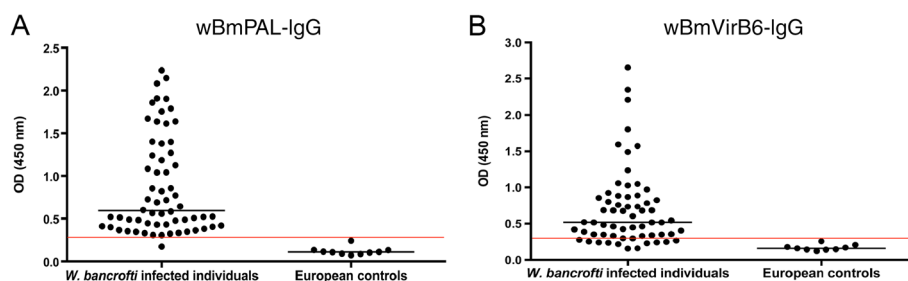 A
wBmPAL-IgG
2.5
2.0
1.5
1.0
0.5
0.0
OD (450 nm)
W. bancrofti infected individuals
European controls
B
wBmVirB6-IgG
3.0
2.5
2.0
1.5
1.0
0.5
0.0
OD (450 nm)
W. bancrofti infected individuals
European controls